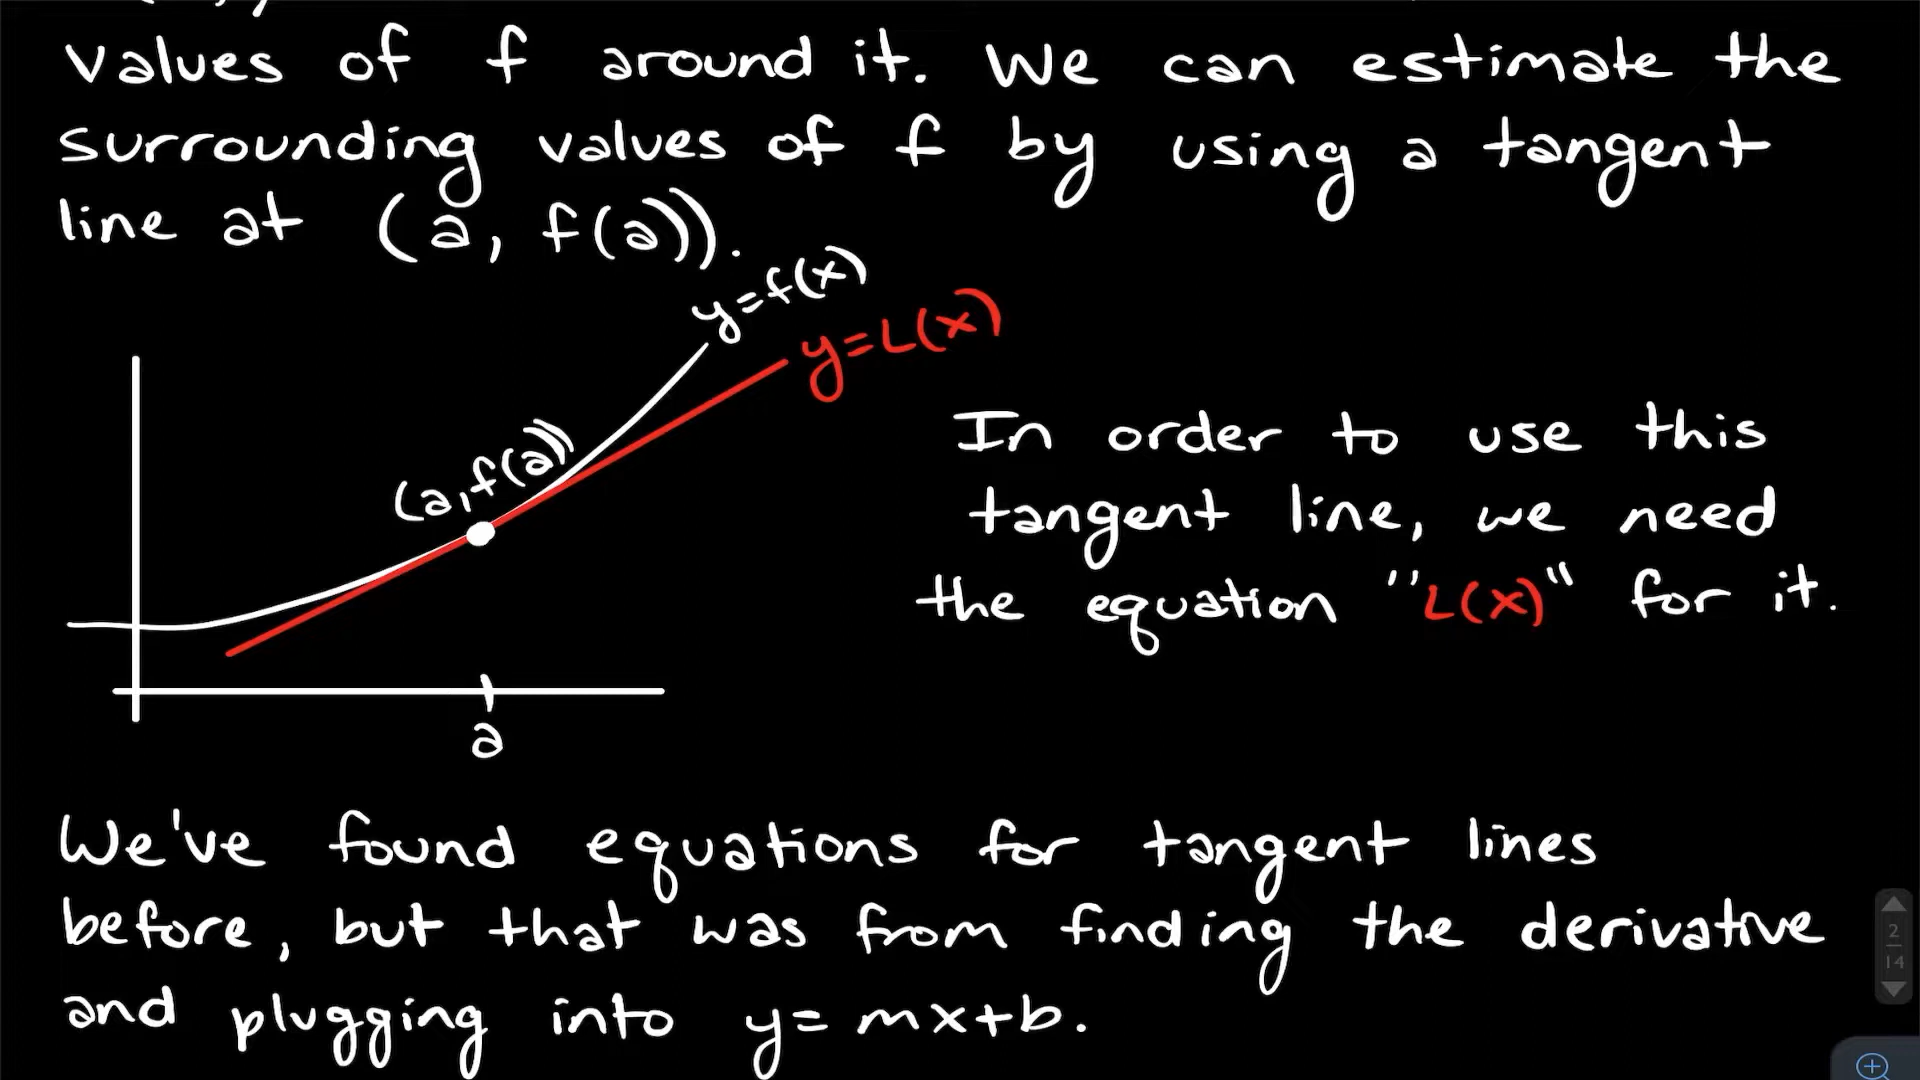 values of f around it. We can estimate the
surrounding values of f by using a tangent
line at (a, f(a)).
y=f(x)
y=L(x)
(a,f(a))
In order to use this
tangent line, we need
the equation "L(x)" for it.
a
We've found equations for tangent lines
before, but that was from finding the derivative
and plugging into y= mx+b.
2
14